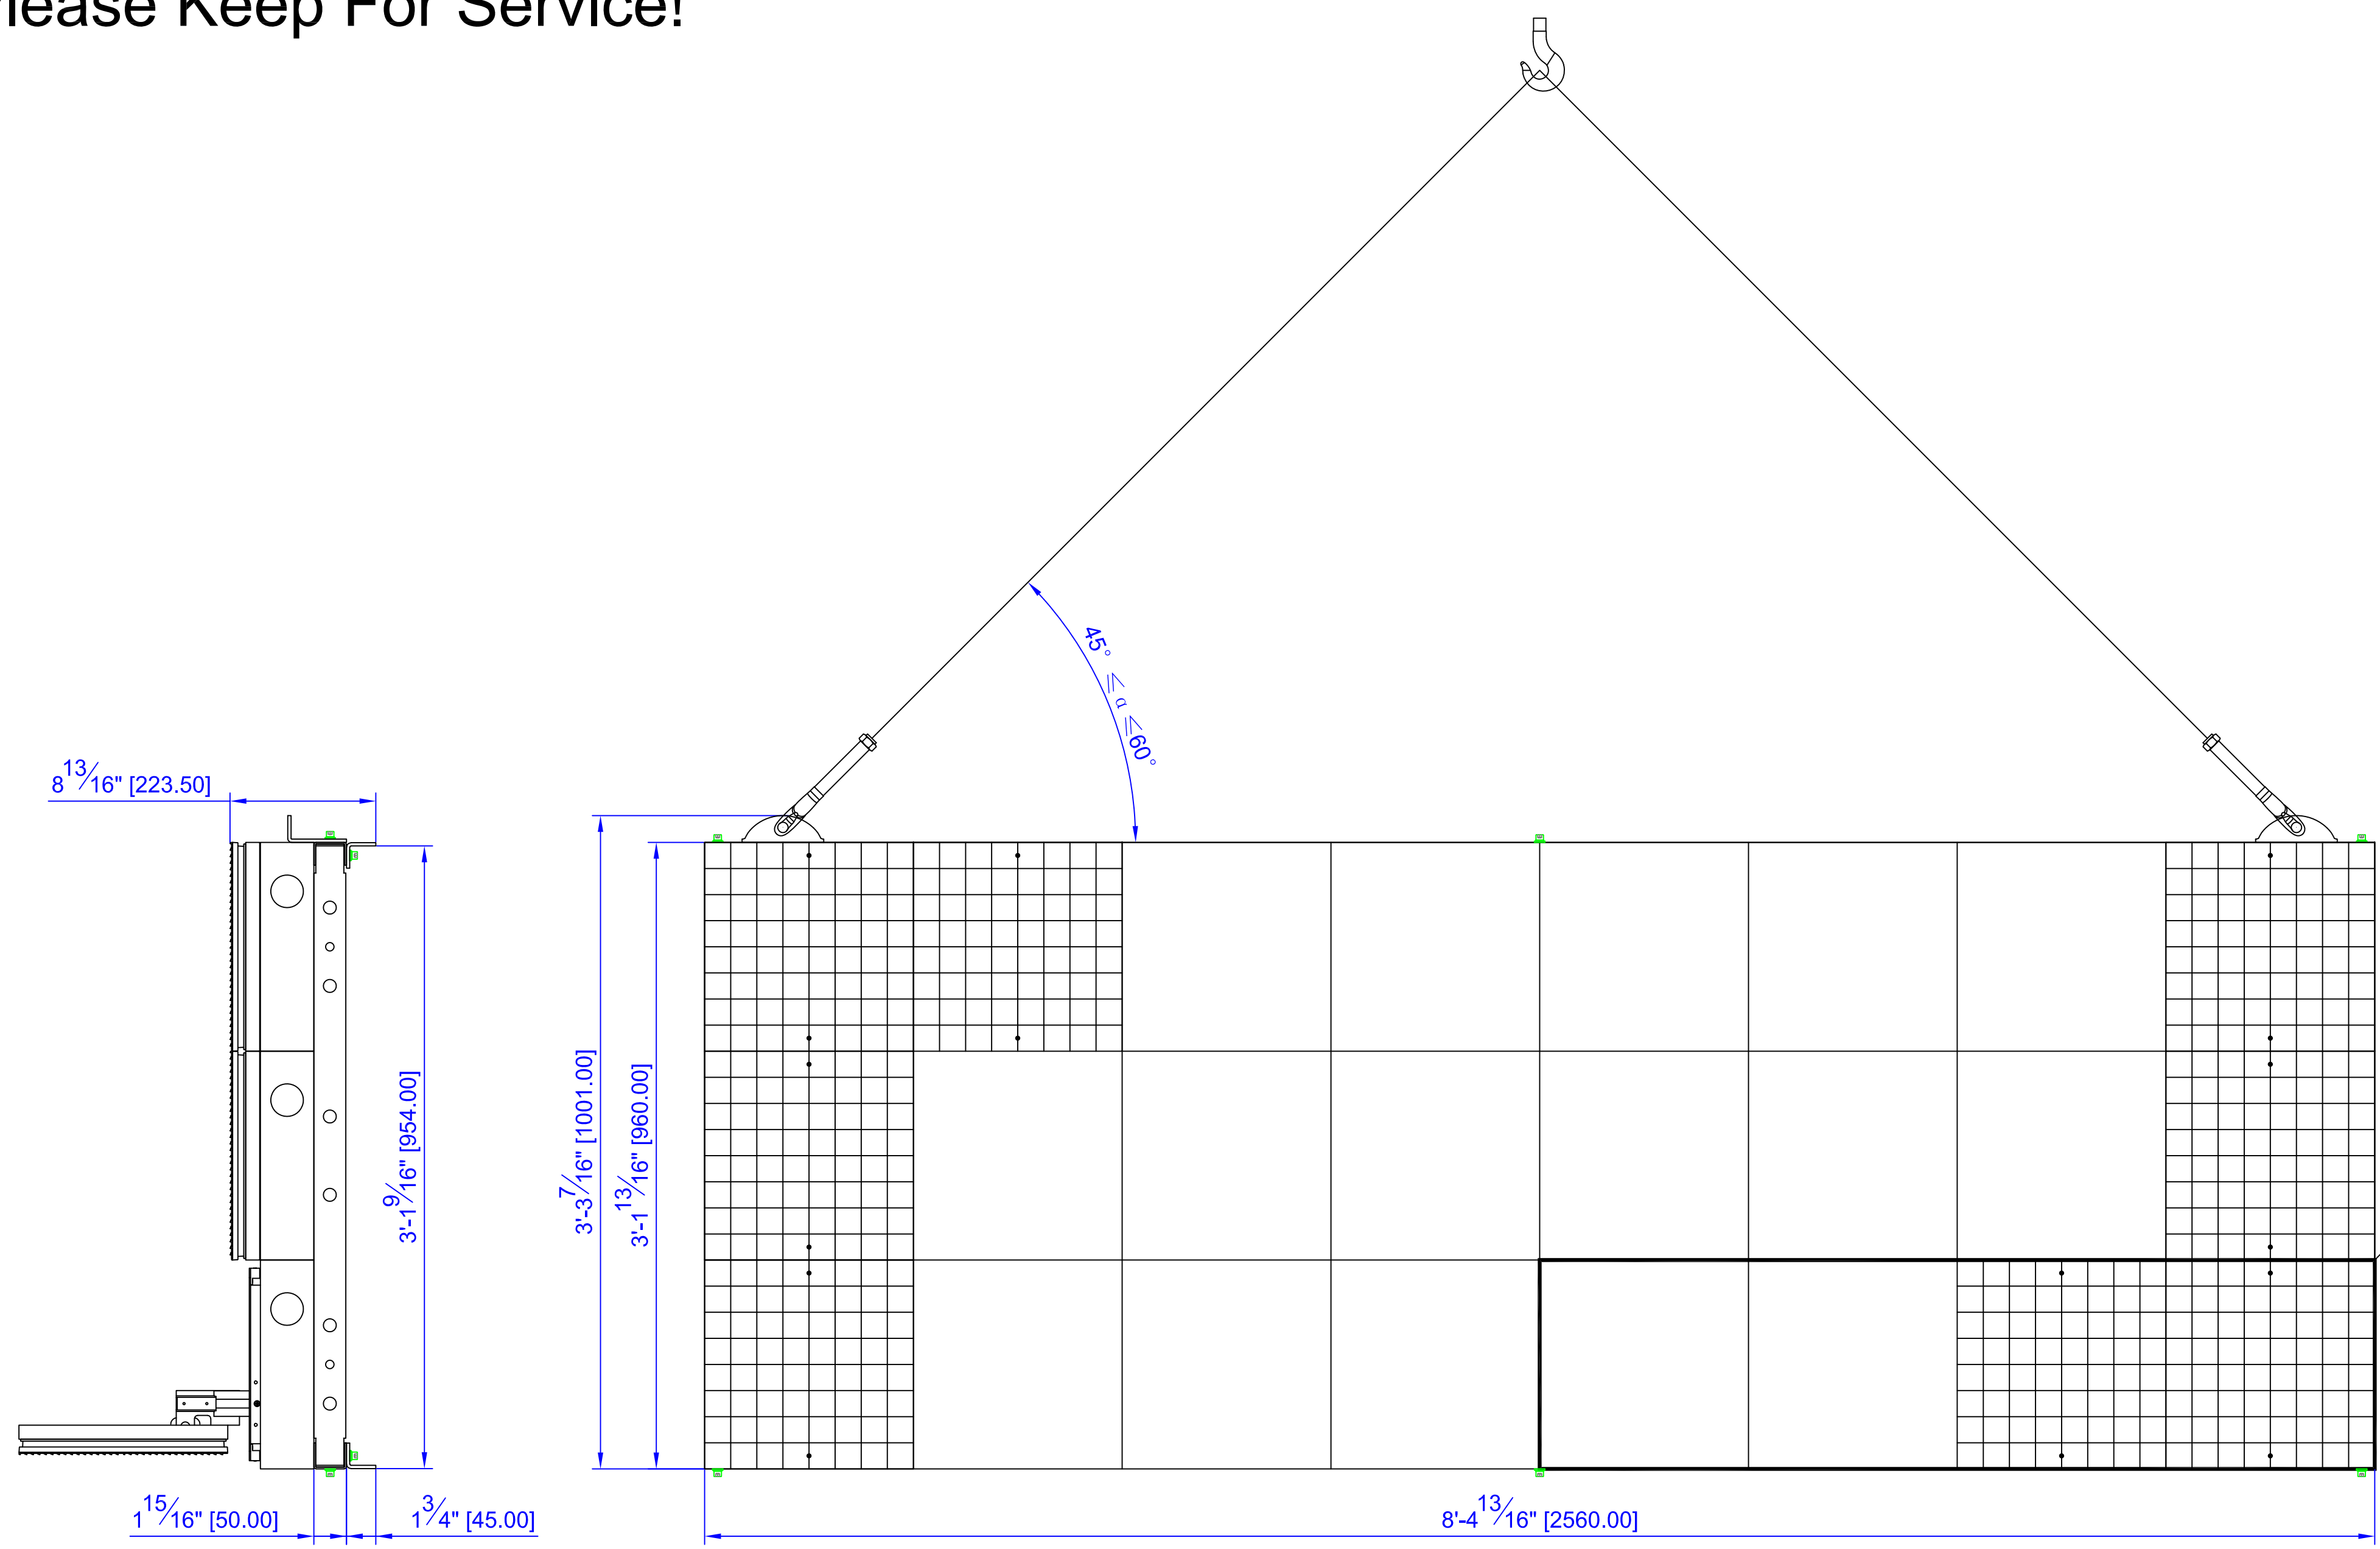 lease Keep For Service!
45° ≤ α ≤60°
8 13/16" [223.50]
3'-1 9/16" [954.00]
3'-3 7/16" [1001.00]
3'-1 13/16" [960.00]
1 15/16" [50.00]
1 3/4" [45.00]
8'-4 13/16" [2560.00]